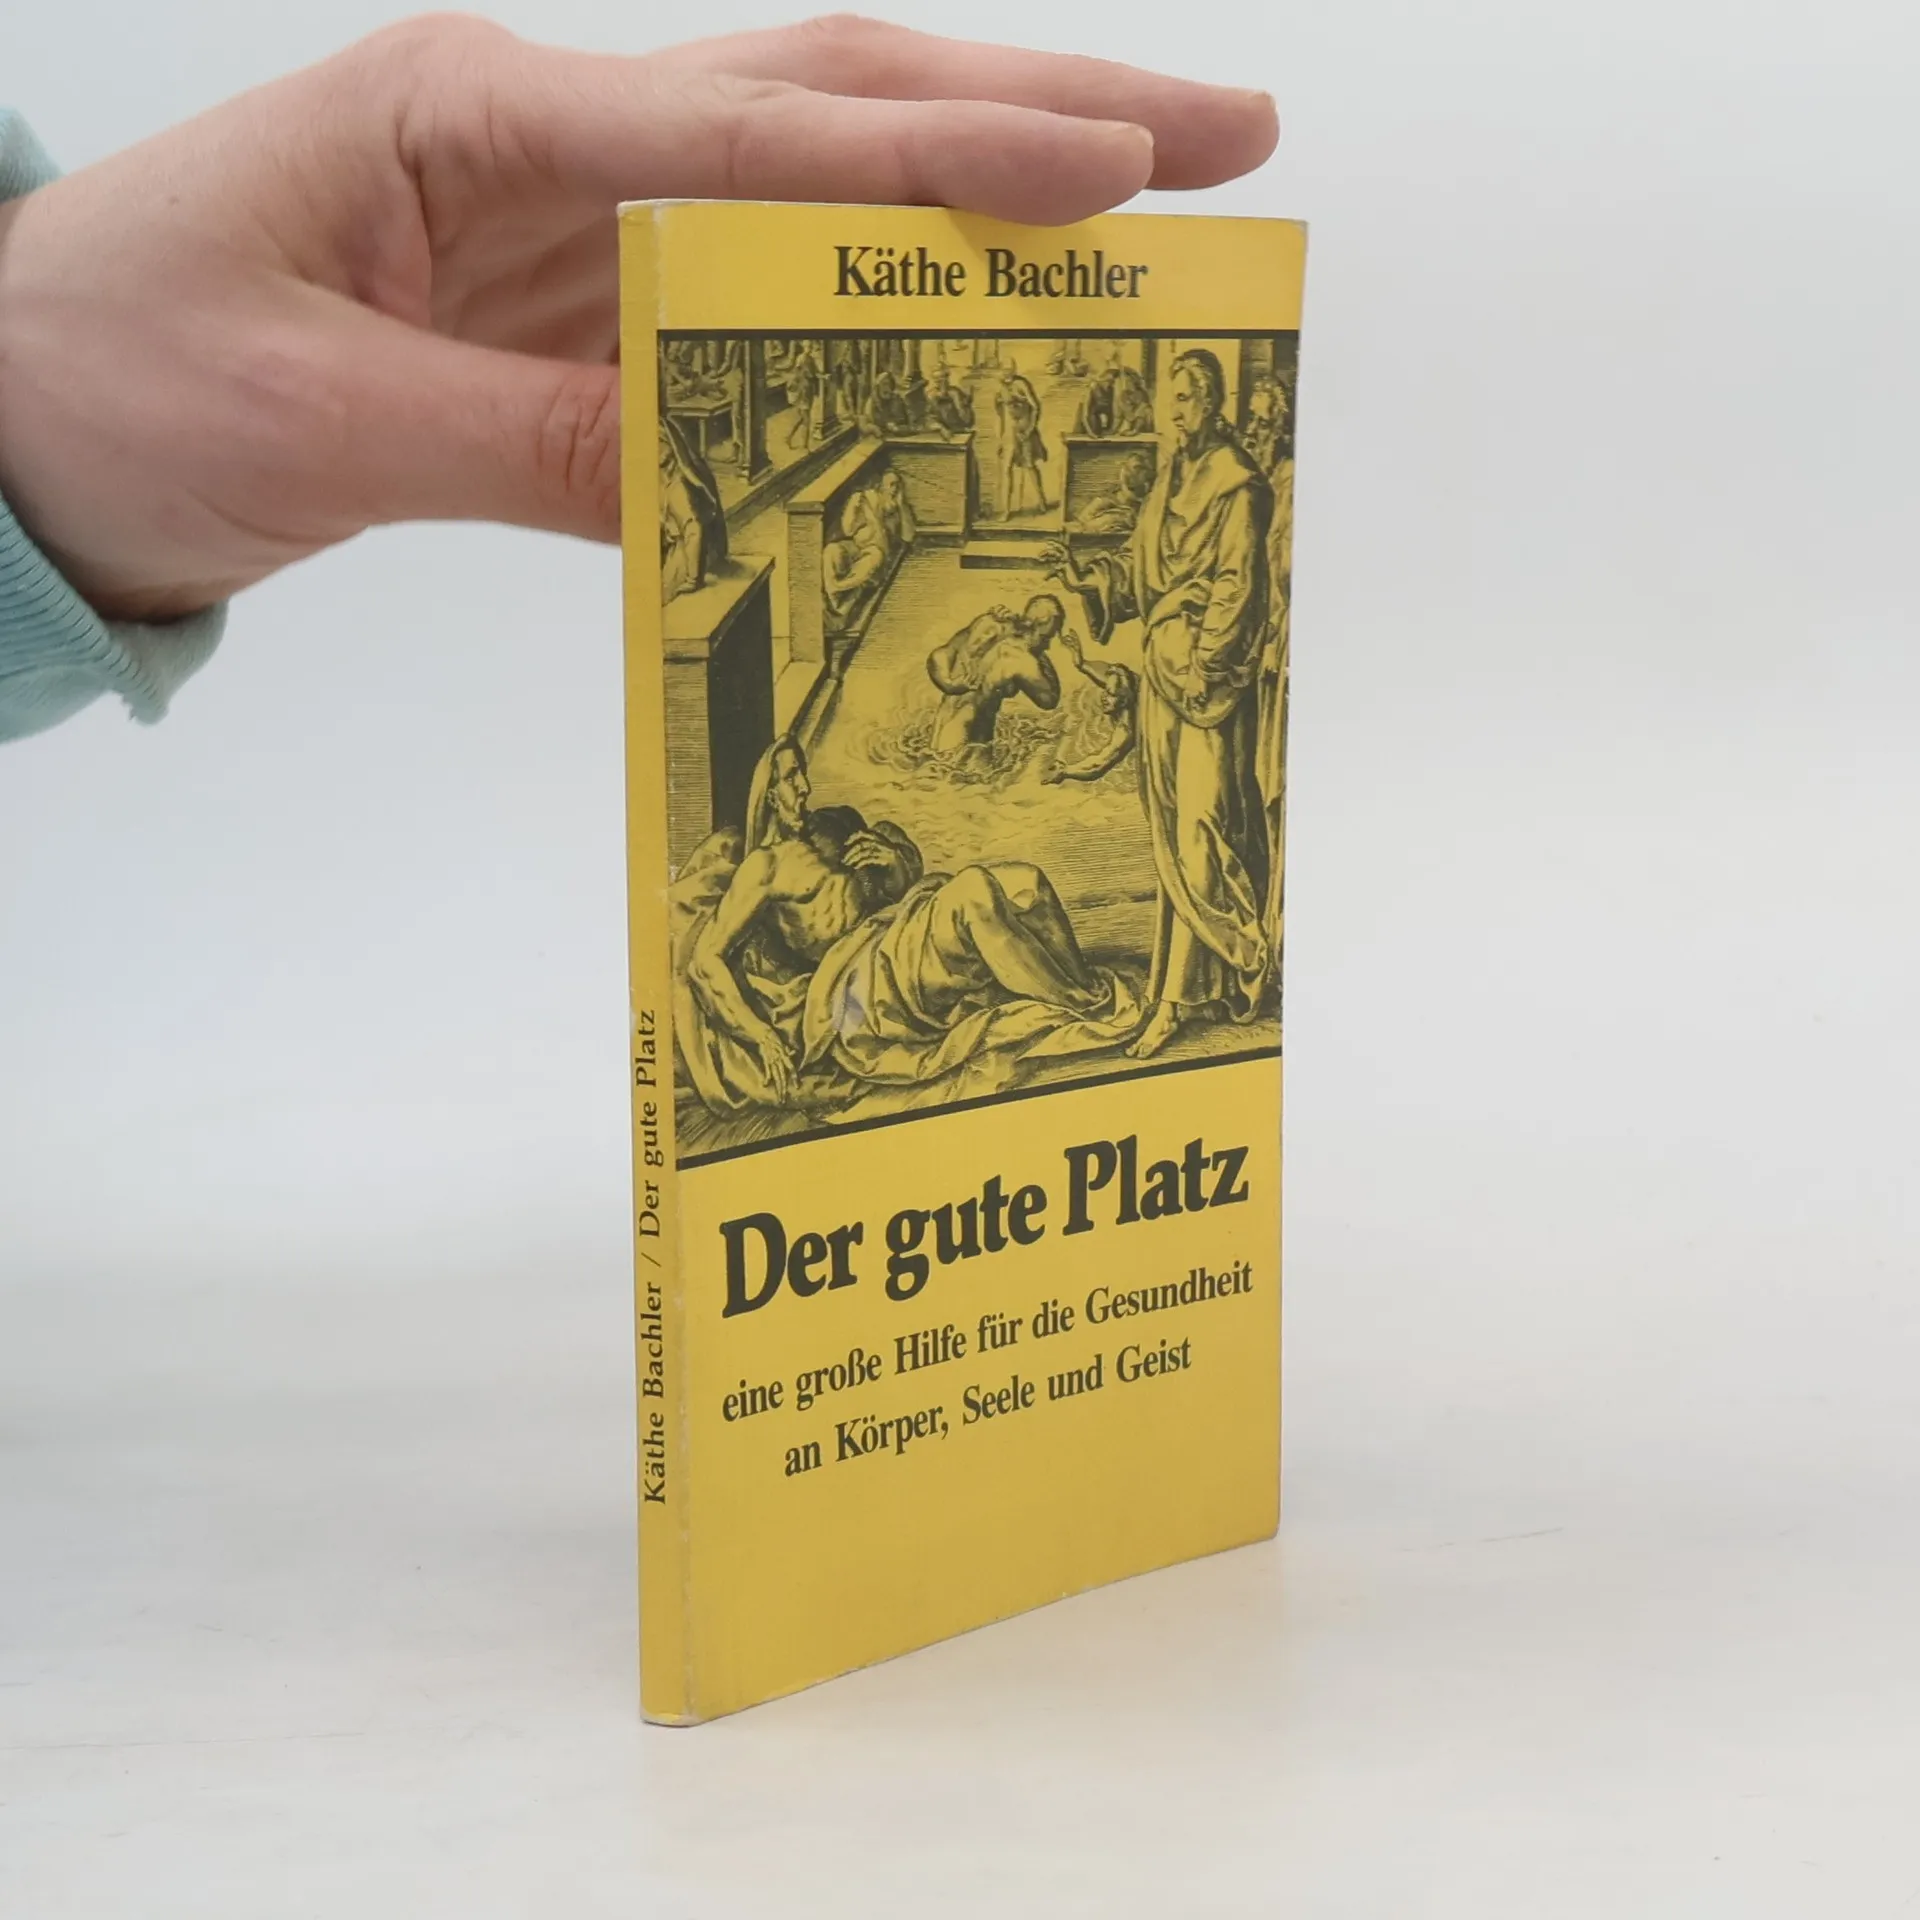 Käthe Bachler
Der gute Platz
eine große Hilfe für die Gesundheit
an Körper, Seele und Geist
Käthe Bachler / Der gute Platz